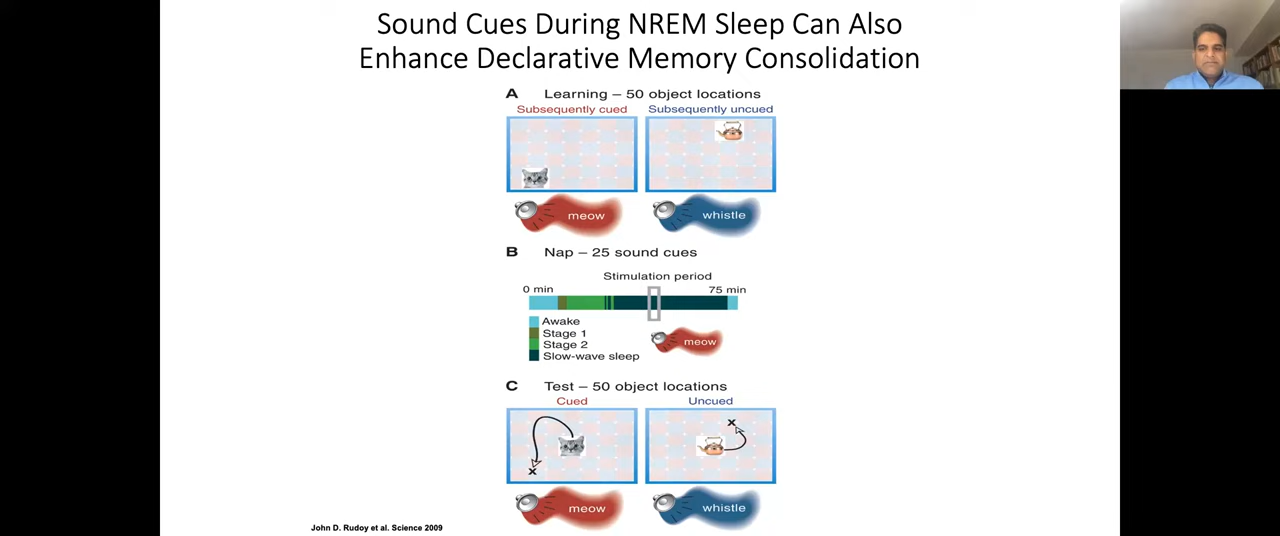 Sound Cues During NREM Sleep Can Also
Enhance Declarative Memory Consolidation
A Learning – 50 object locations
Subsequently cued
Subsequently uncued
meow
whistle
B Nap – 25 sound cues
Stimulation period
0 min
75 min
Awake
Stage 1
Stage 2
Slow-wave sleep
meow
C Test – 50 object locations
Cued
Uncued
x
x
meow
whistle
John D. Rudoy et al. Science 2009